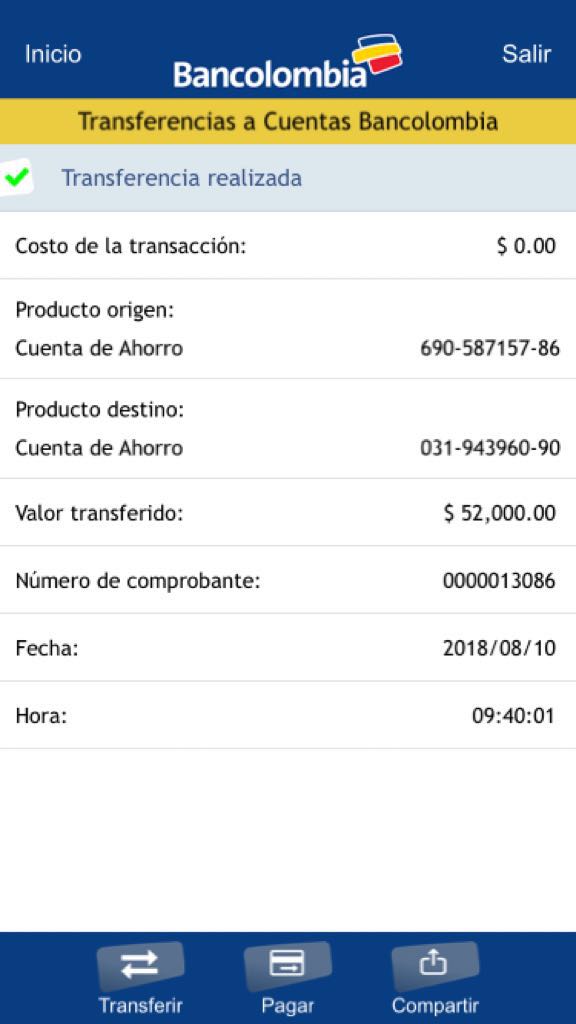 Inicio
Bancolombia
Salir
Transferencias a Cuentas Bancolombia
Transferencia realizada
Costo de la transacción: $ 0.00
Producto origen:
Cuenta de Ahorro 690-587157-86
Producto destino:
Cuenta de Ahorro 031-943960-90
Valor transferido: $ 52,000.00
Número de comprobante: 0000013086
Fecha: 2018/08/10
Hora: 09:40:01
Transferir Pagar Compartir